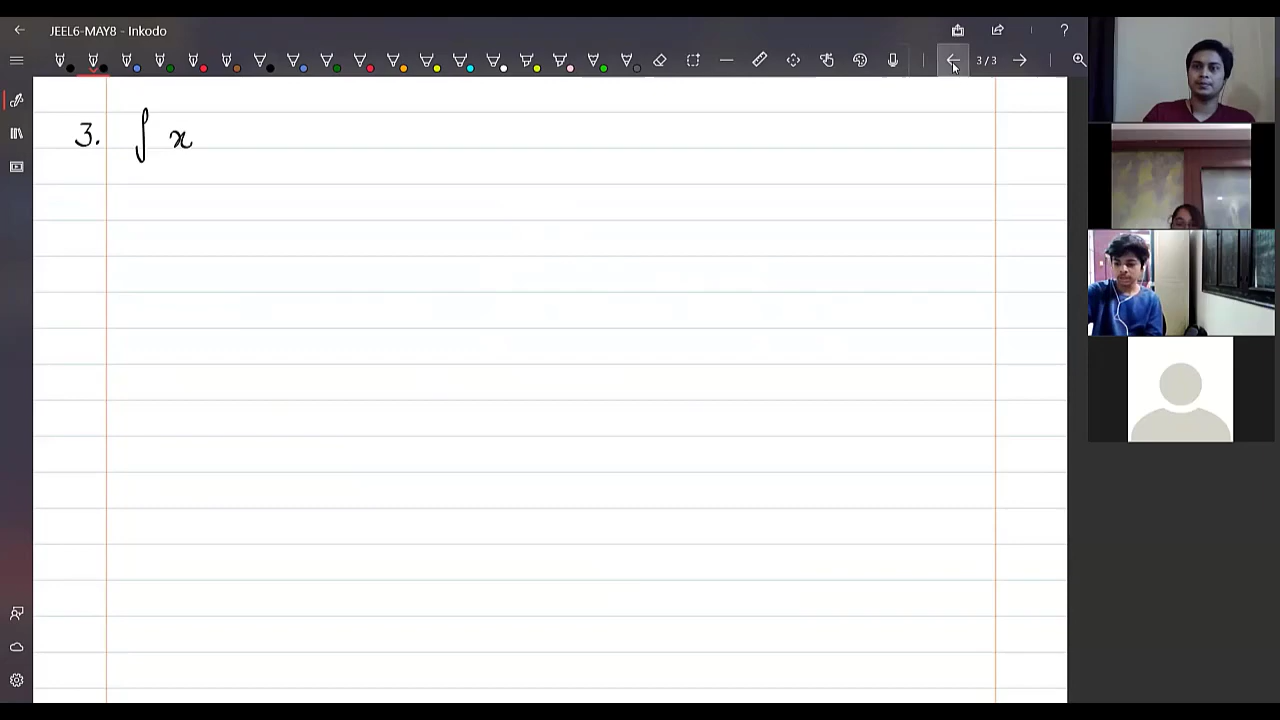 JEEL6-MAY8 - Inkodo
3 / 3
3. ∫ x